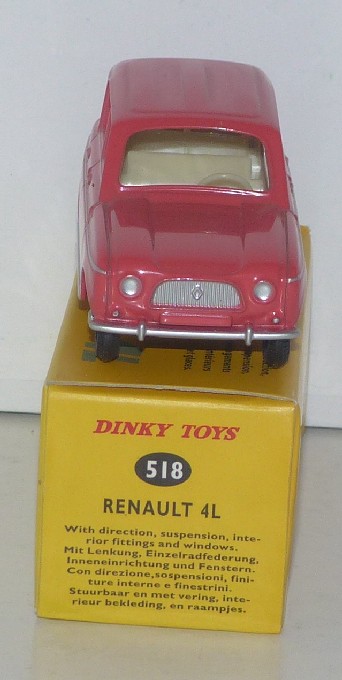 DINKY TOYS
518
RENAULT 4L
With direction, suspension, inte-
rior fittings and windows.
Mit Lenkung, Einzelradfederung,
Inneneinrichtung und Fenstern.
Con direzione,sospensioni, fini-
ture interne e finestrini.
Stuurbaar en met vering, inte-
rieur bekleding, en raampjes.